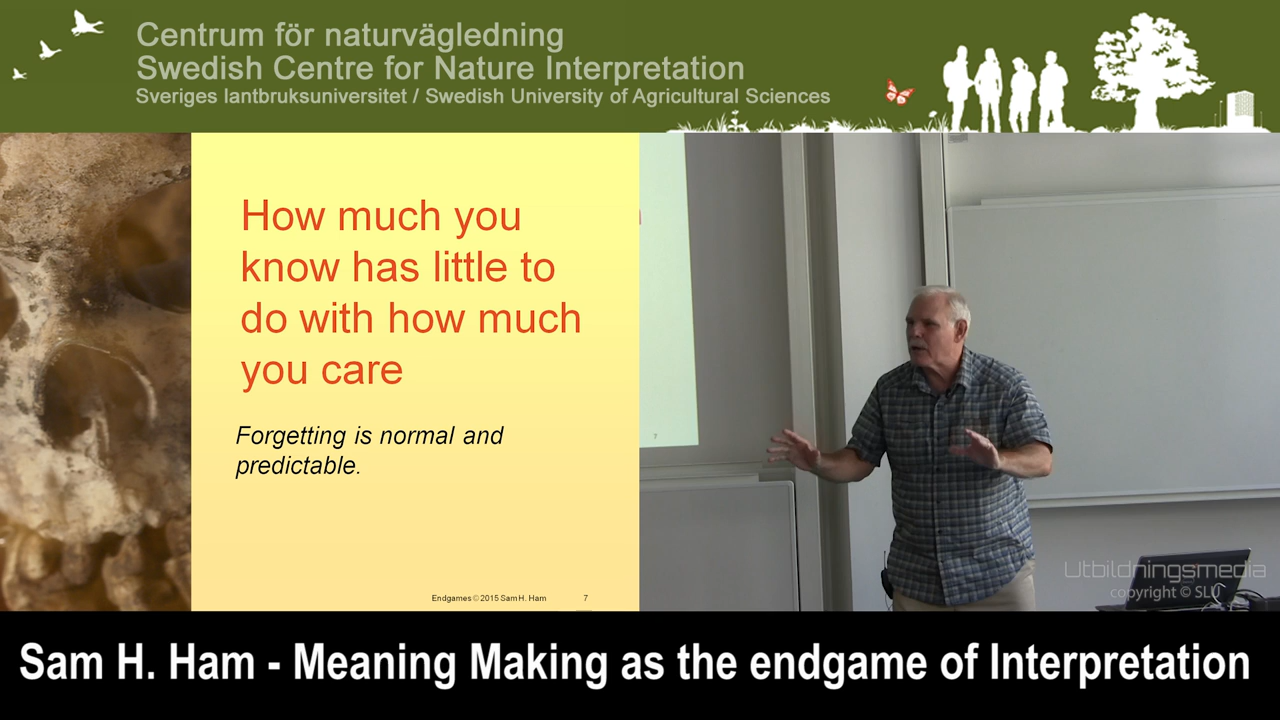 Centrum för naturvägledning
Swedish Centre for Nature Interpretation
Sveriges lantbruksuniversitet / Swedish University of Agricultural Sciences
How much you
know has little to
do with how much
you care
Forgetting is normal and
predictable.
Endgames © 2015 Sam H. Ham 7
7
Utbildningsmedia
copyright © SLU
Sam H. Ham - Meaning Making as the endgame of Interpretation